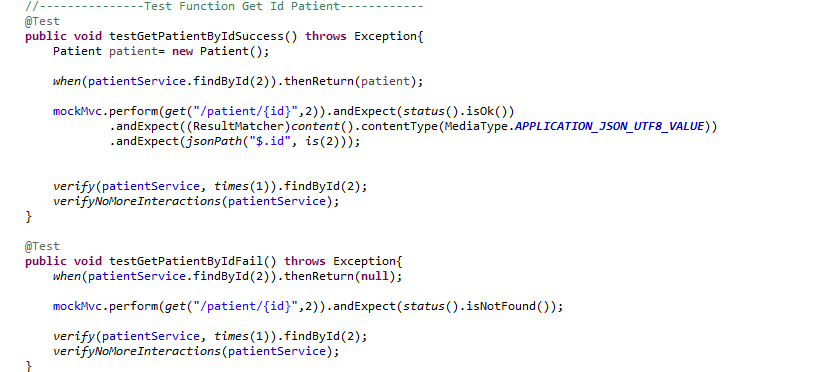 //---------------Test Function Get Id Patient------------
@Test
public void testGetPatientByIdSuccess() throws Exception{
Patient patient= new Patient();
when(patientService.findById(2)).thenReturn(patient);
mockMvc.perform(get("/patient/{id}",2)).andExpect(status().isOk())
.andExpect((ResultMatcher)content().contentType(MediaType.APPLICATION_JSON_UTF8_VALUE))
.andExpect(jsonPath("$.id", is(2)));
verify(patientService, times(1)).findById(2);
verifyNoMoreInteractions(patientService);
}
@Test
public void testGetPatientByIdFail() throws Exception{
when(patientService.findById(2)).thenReturn(null);
mockMvc.perform(get("/patient/{id}",2)).andExpect(status().isNotFound());
verify(patientService, times(1)).findById(2);
verifyNoMoreInteractions(patientService);
}